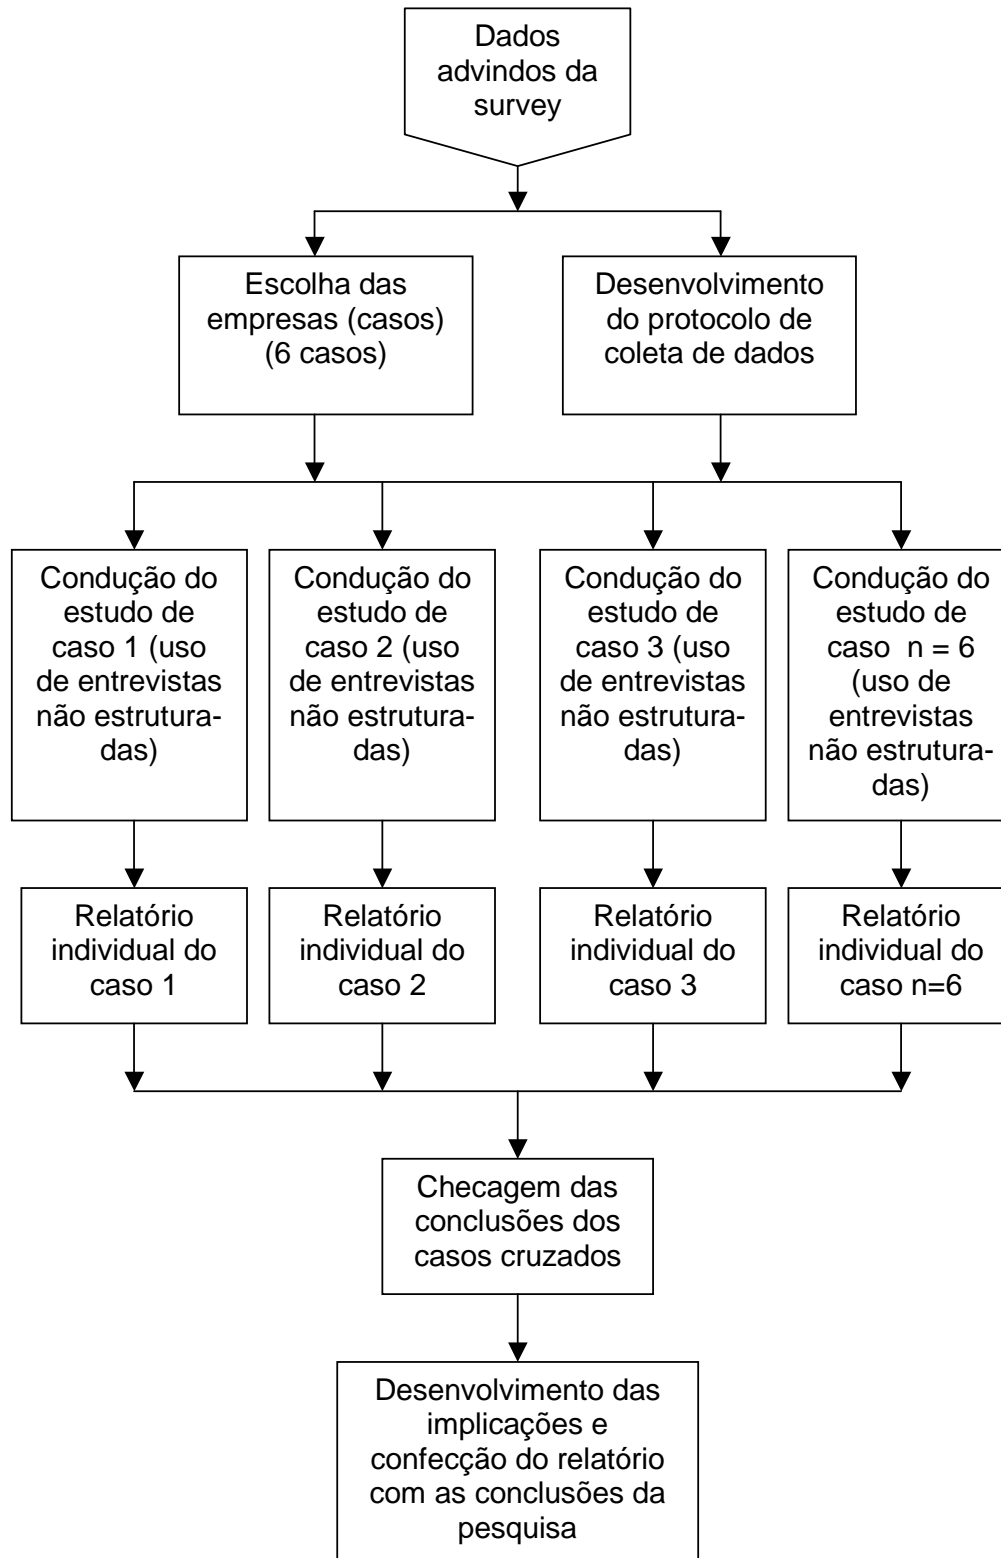 Dados
advindos da
survey
Escolha das
empresas (casos)
(6 casos)
Desenvolvimento
do protocolo de
coleta de dados
Condução do
estudo de
caso 1 (uso
de entrevistas
não estrutura-
das)
Condução do
estudo de
caso 2 (uso
de entrevistas
não estrutura-
das)
Condução do
estudo de
caso 3 (uso
de entrevistas
não estrutura-
das)
Condução do
estudo de
caso n = 6
(uso de
entrevistas
não estrutura-
das)
Relatório
individual do
caso 1
Relatório
individual do
caso 2
Relatório
individual do
caso 3
Relatório
individual do
caso n=6
Checagem das
conclusões dos
casos cruzados
Desenvolvimento das
implicações e
confecção do relatório
com as conclusões da
pesquisa